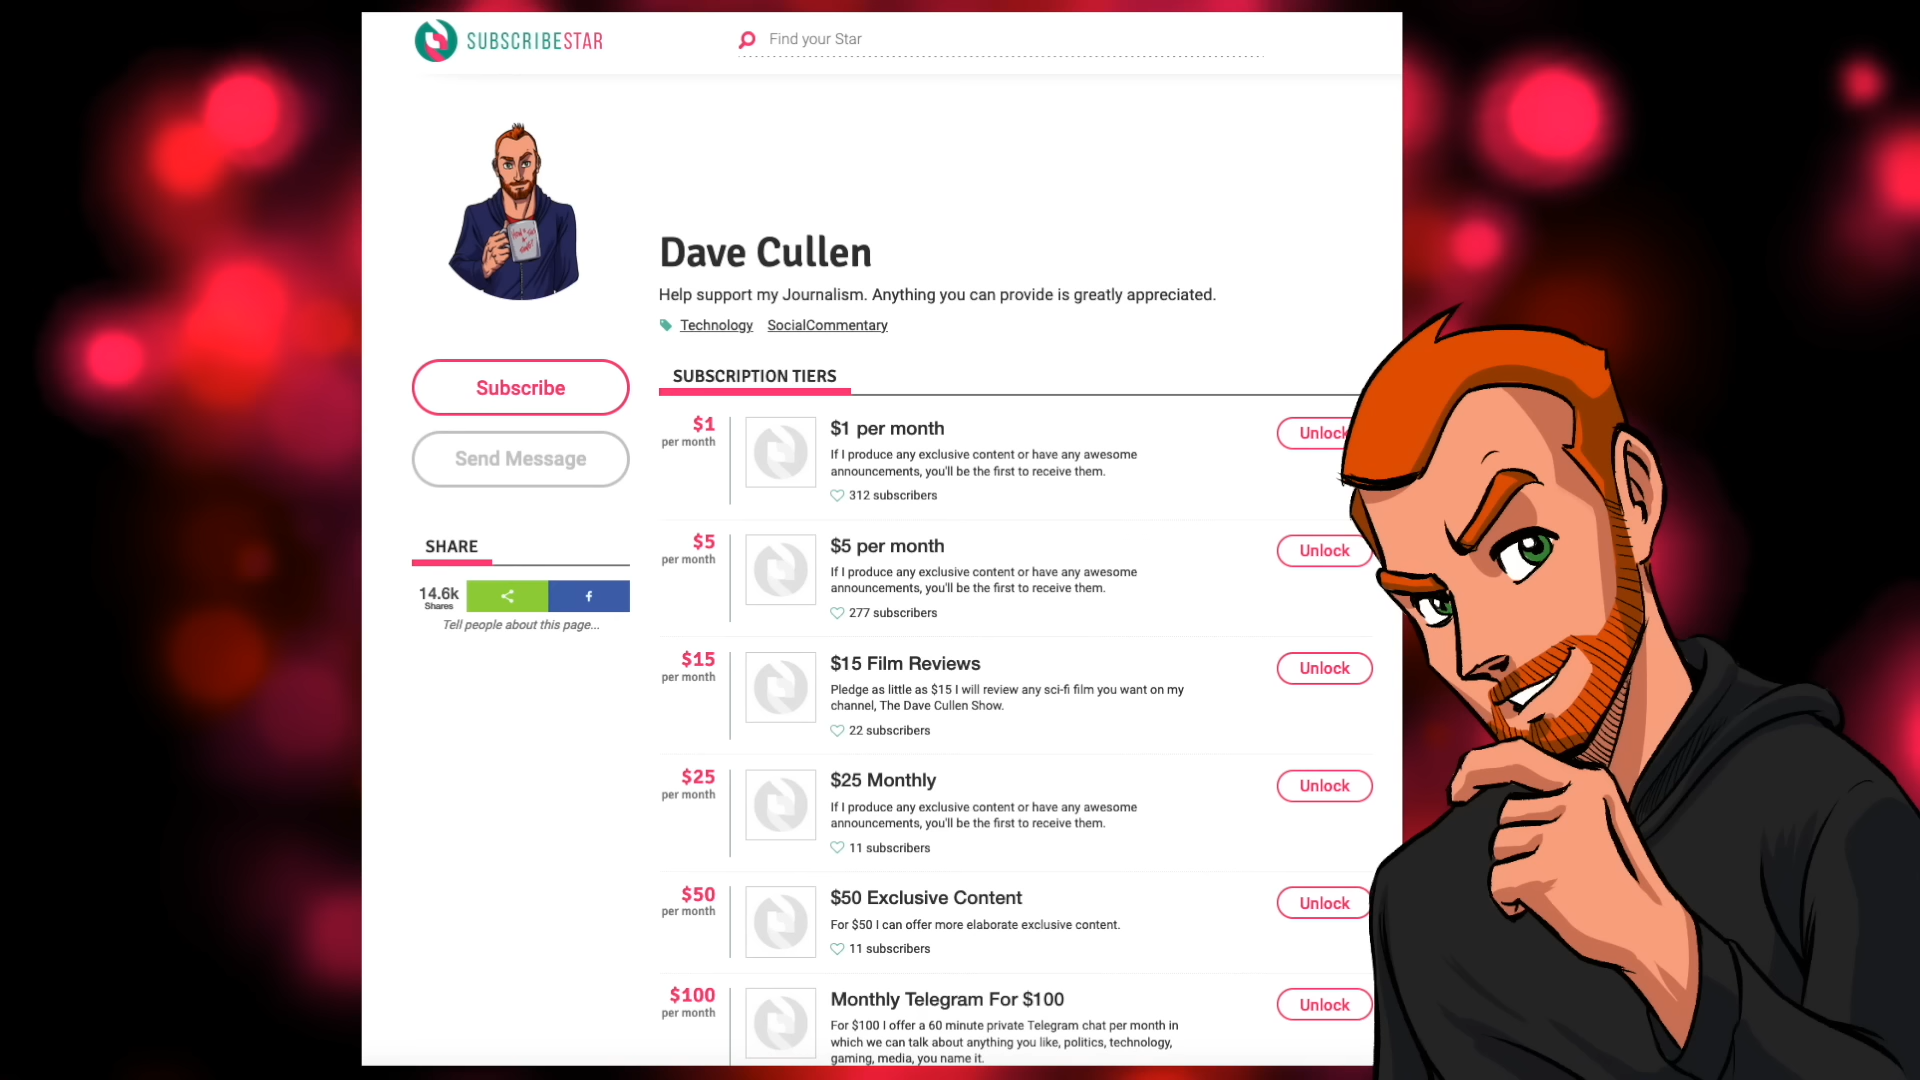 SUBSCRIBESTAR
Find your Star
Dave Cullen
Help support my Journalism. Anything you can provide is greatly appreciated.
Technology SocialCommentary
Subscribe
Send Message
SHARE
14.6k
Shares
Tell people about this page...
SUBSCRIPTION TIERS
$1
per month
$1 per month
If I produce any exclusive content or have any awesome
announcements, you'll be the first to receive them.
312 subscribers
Unlock
$5
per month
$5 per month
If I produce any exclusive content or have any awesome
announcements, you'll be the first to receive them.
277 subscribers
Unlock
$15
per month
$15 Film Reviews
Pledge as little as $15 I will review any sci-fi film you want on my
channel, The Dave Cullen Show.
22 subscribers
Unlock
$25
per month
$25 Monthly
If I produce any exclusive content or have any awesome
announcements, you'll be the first to receive them.
11 subscribers
Unlock
$50
per month
$50 Exclusive Content
For $50 I can offer more elaborate exclusive content.
11 subscribers
Unlock
$100
per month
Monthly Telegram For $100
For $100 I offer a 60 minute private Telegram chat per month in
which we can talk about anything you like, politics, technology,
gaming, media, you name it.
Unlock